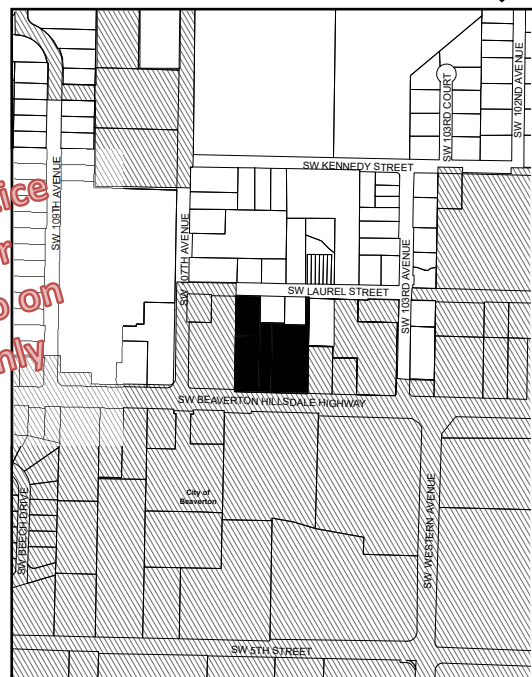 SW 102ND AVENUE
SW 103RD COURT
SW KENNEDY STREET
SW 109TH AVENUE
SW 107TH AVENUE
SW 103RD AVENUE
SW LAUREL STREET
SW BEAVERTON HILLSDALE HIGHWAY
City of
Beaverton
SW BEECH DRIVE
SW WESTERN AVENUE
SW 5TH STREET
on